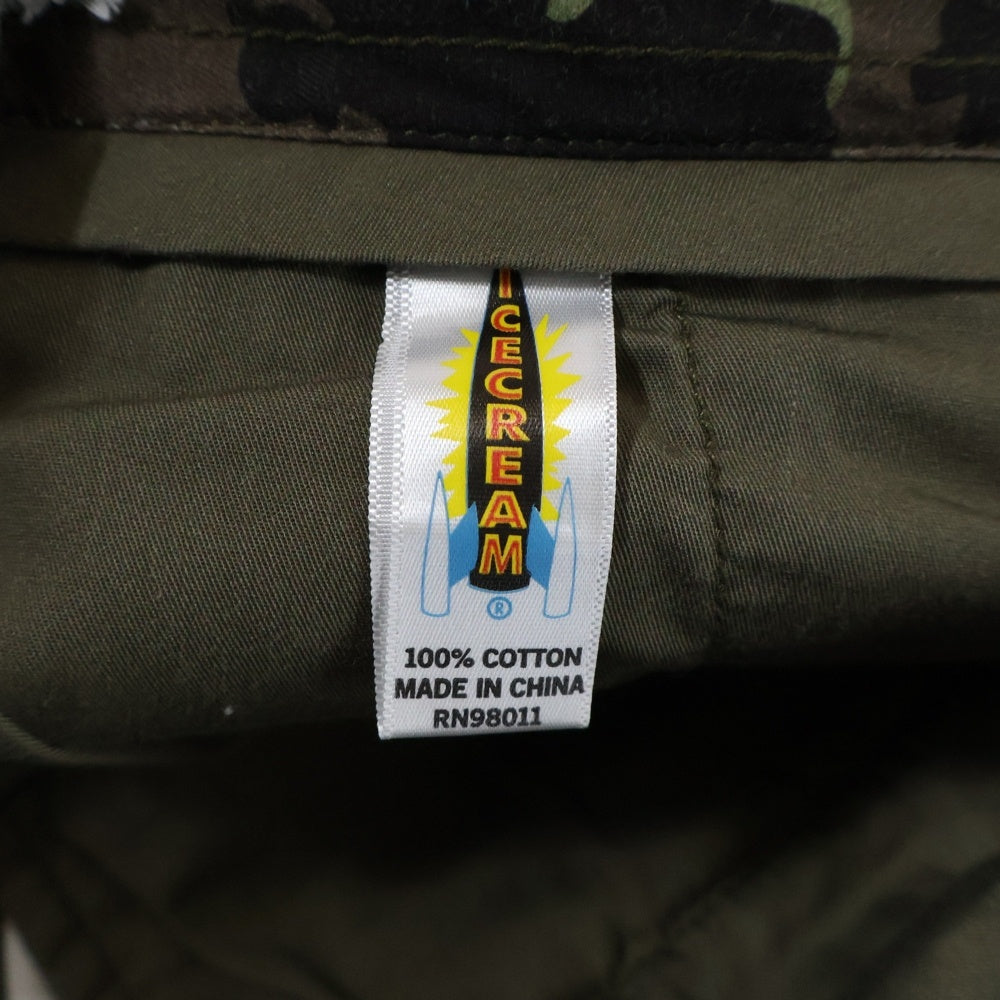 ICECREAM
®
100% COTTON
MADE IN CHINA
RN98011